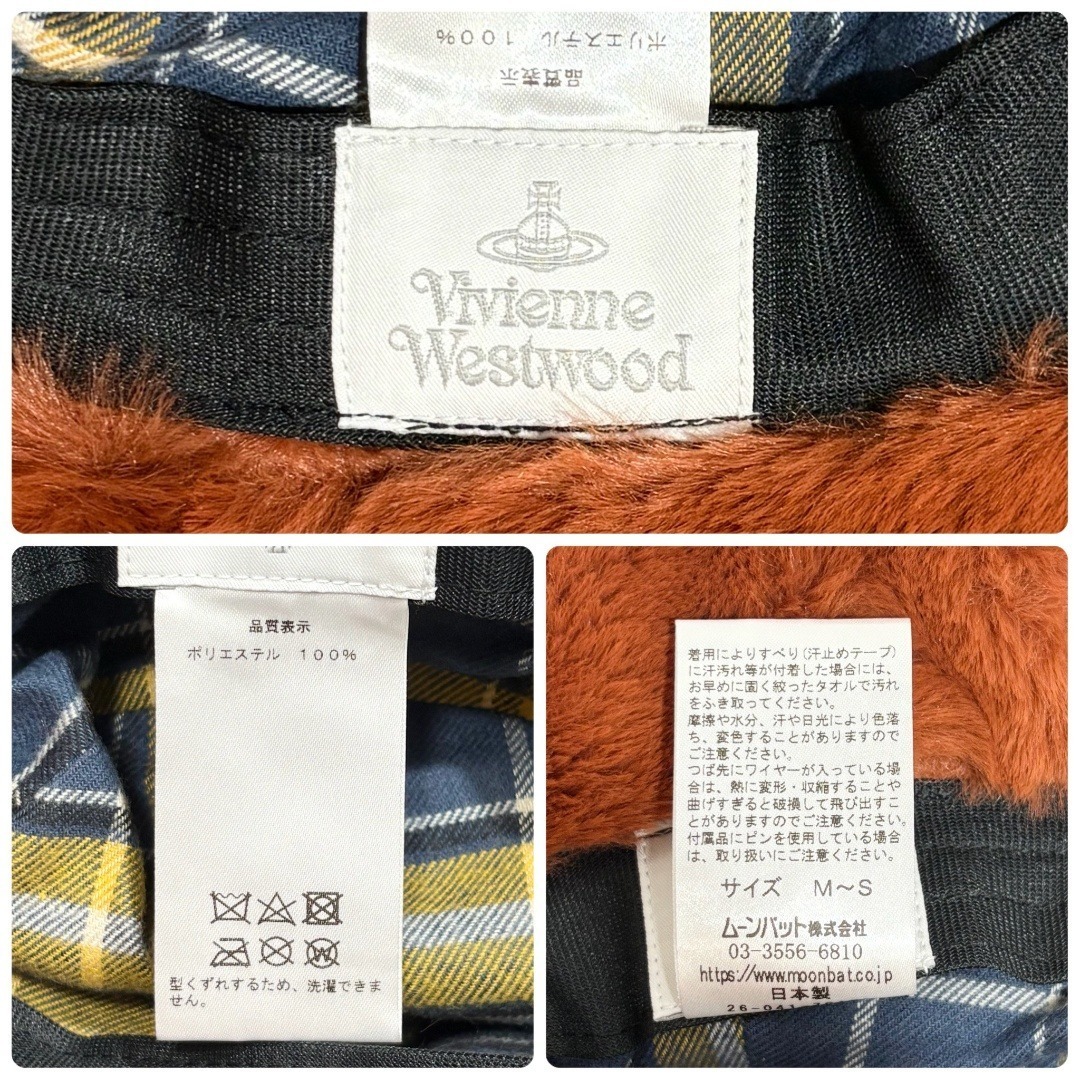 ポリエステル 100%
品質表示
Vivienne
Westwood
品質表示
ポリエステル 100%
型くずれするため、洗濯できま
せん。
着用によりすべり(汗止めテープ)
に汗汚れ等が付着した場合には、
お早めに固く絞ったタオルで汚れ
をふき取ってください。
摩擦や水分、汗や日光により色落
ち、変色することがありますので
ご注意ください。
つば先にワイヤーが入っている場
合は、熱に変形・収縮することや
曲げすぎると破損して飛び出すこ
とがありますのでご注意ください。
付属品にピンを使用している場合
は、取り扱いにご注意ください。
サイズ M～S
ムーンバット株式会社
03-3556-6810
https://www.moonbat.co.jp
日本製